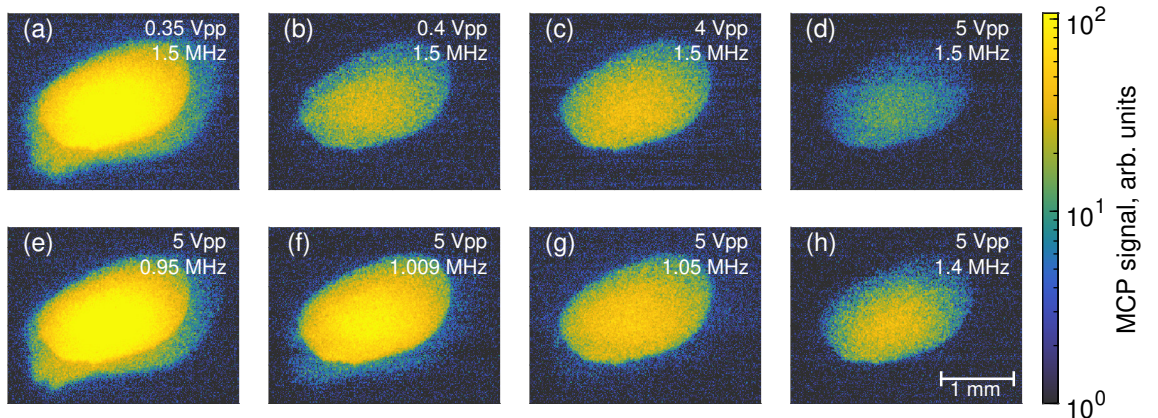 (a) 0.35 Vpp
1.5 MHz
(b) 0.4 Vpp
1.5 MHz
(c) 4 Vpp
1.5 MHz
(d) 5 Vpp
1.5 MHz
(e) 5 Vpp
0.95 MHz
(f) 5 Vpp
1.009 MHz
(g) 5 Vpp
1.05 MHz
(h) 5 Vpp
1.4 MHz
1 mm
10²
10¹
10⁰
MCP signal, arb. units